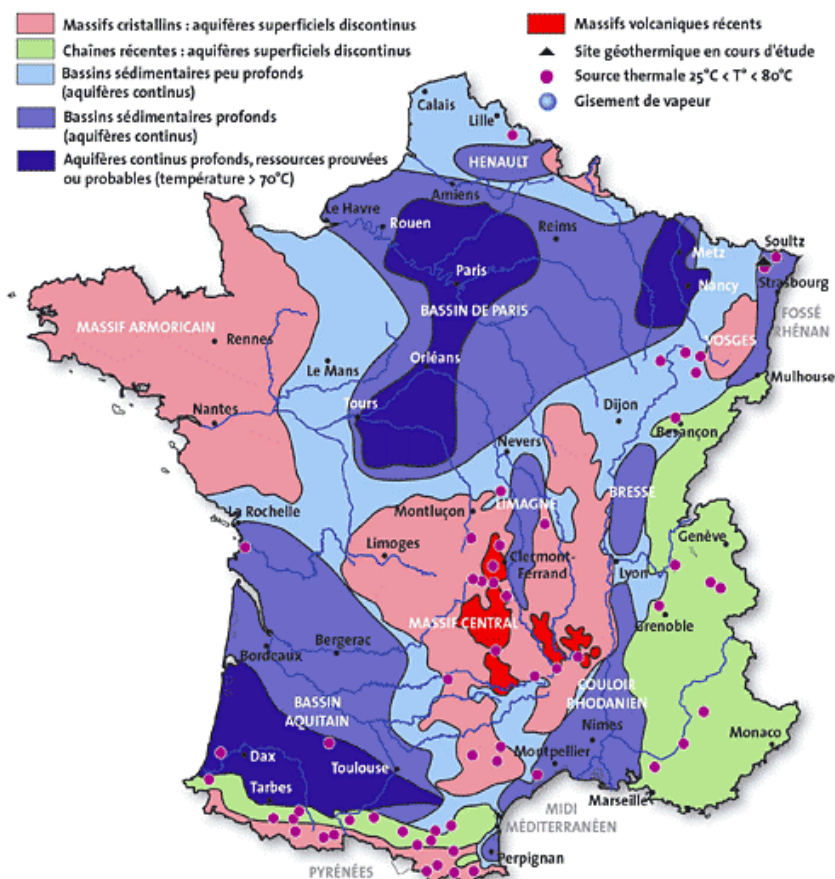 Massifs cristallins : aquifères superficiels discontinus
Chaînes récentes : aquifères superficiels discontinus
Bassins sédimentaires peu profonds
(aquifères continus)
Bassins sédimentaires profonds
(aquifères continus)
Aquifères continus profonds, ressources prouvées
ou probables (température > 70°C)
Massifs volcaniques récents
Site géothermique en cours d'étude
Source thermale 25°C < T° < 80°C
Gisement de vapeur
Calais
Lille
HENAULT
Amiens
Le Havre
Rouen
Reims
Metz
Soultz
Paris
Nancy
Strasbourg
BASSIN DE PARIS
FOSSÉ
RHÉNAN
MASSIF ARMORICAIN
Rennes
VOSGES
Le Mans
Orléans
Mulhouse
Nantes
Tours
Dijon
Besançon
Nevers
BRESSE
La Rochelle
Montluçon
LIMAGNE
Genève
Limoges
Clermont-
Ferrand
Lyon
MASSIF CENTRAL
Grenoble
Bergerac
Bordeaux
COULOIR
RHODANIEN
BASSIN
AQUITAIN
Nimes
Monaco
Dax
Toulouse
Montpellier
Tarbes
Marseille
MIDI
MÉDITERRANÉEN
Perpignan
PYRÉNÉES